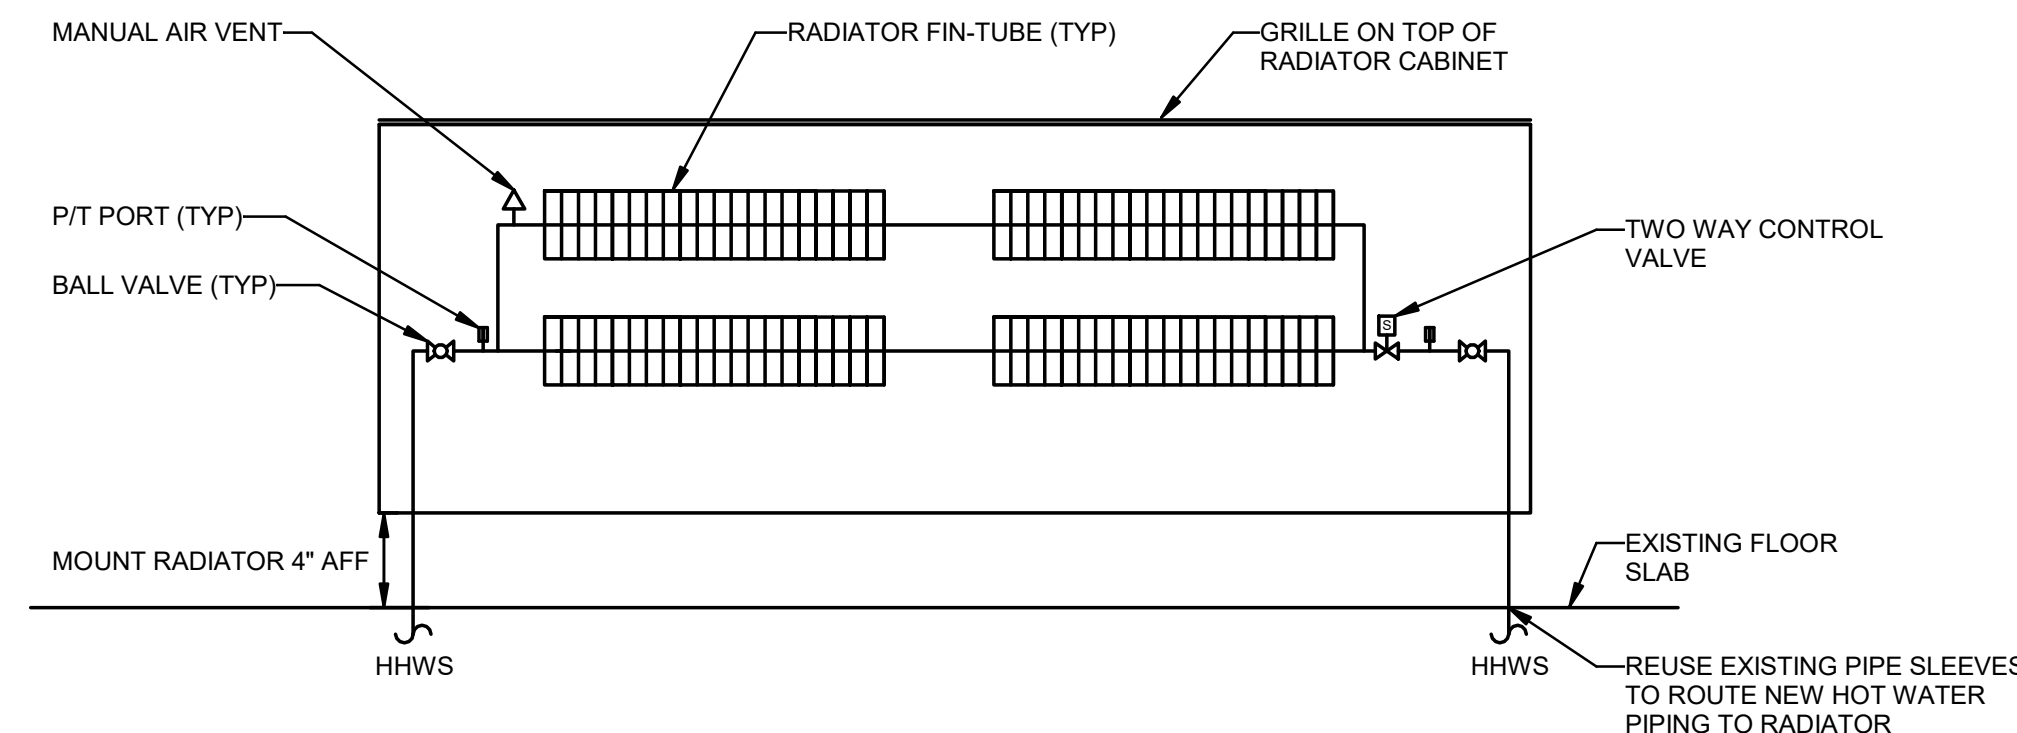 MANUAL AIR VENT
RADIATOR FIN-TUBE (TYP)
GRILLE ON TOP OF
RADIATOR CABINET
P/T PORT (TYP)
BALL VALVE (TYP)
TWO WAY CONTROL
VALVE
S
MOUNT RADIATOR 4" AFF
EXISTING FLOOR
SLAB
HHWS
HHWS
REUSE EXISTING PIPE SLEEVES
TO ROUTE NEW HOT WATER
PIPING TO RADIATOR